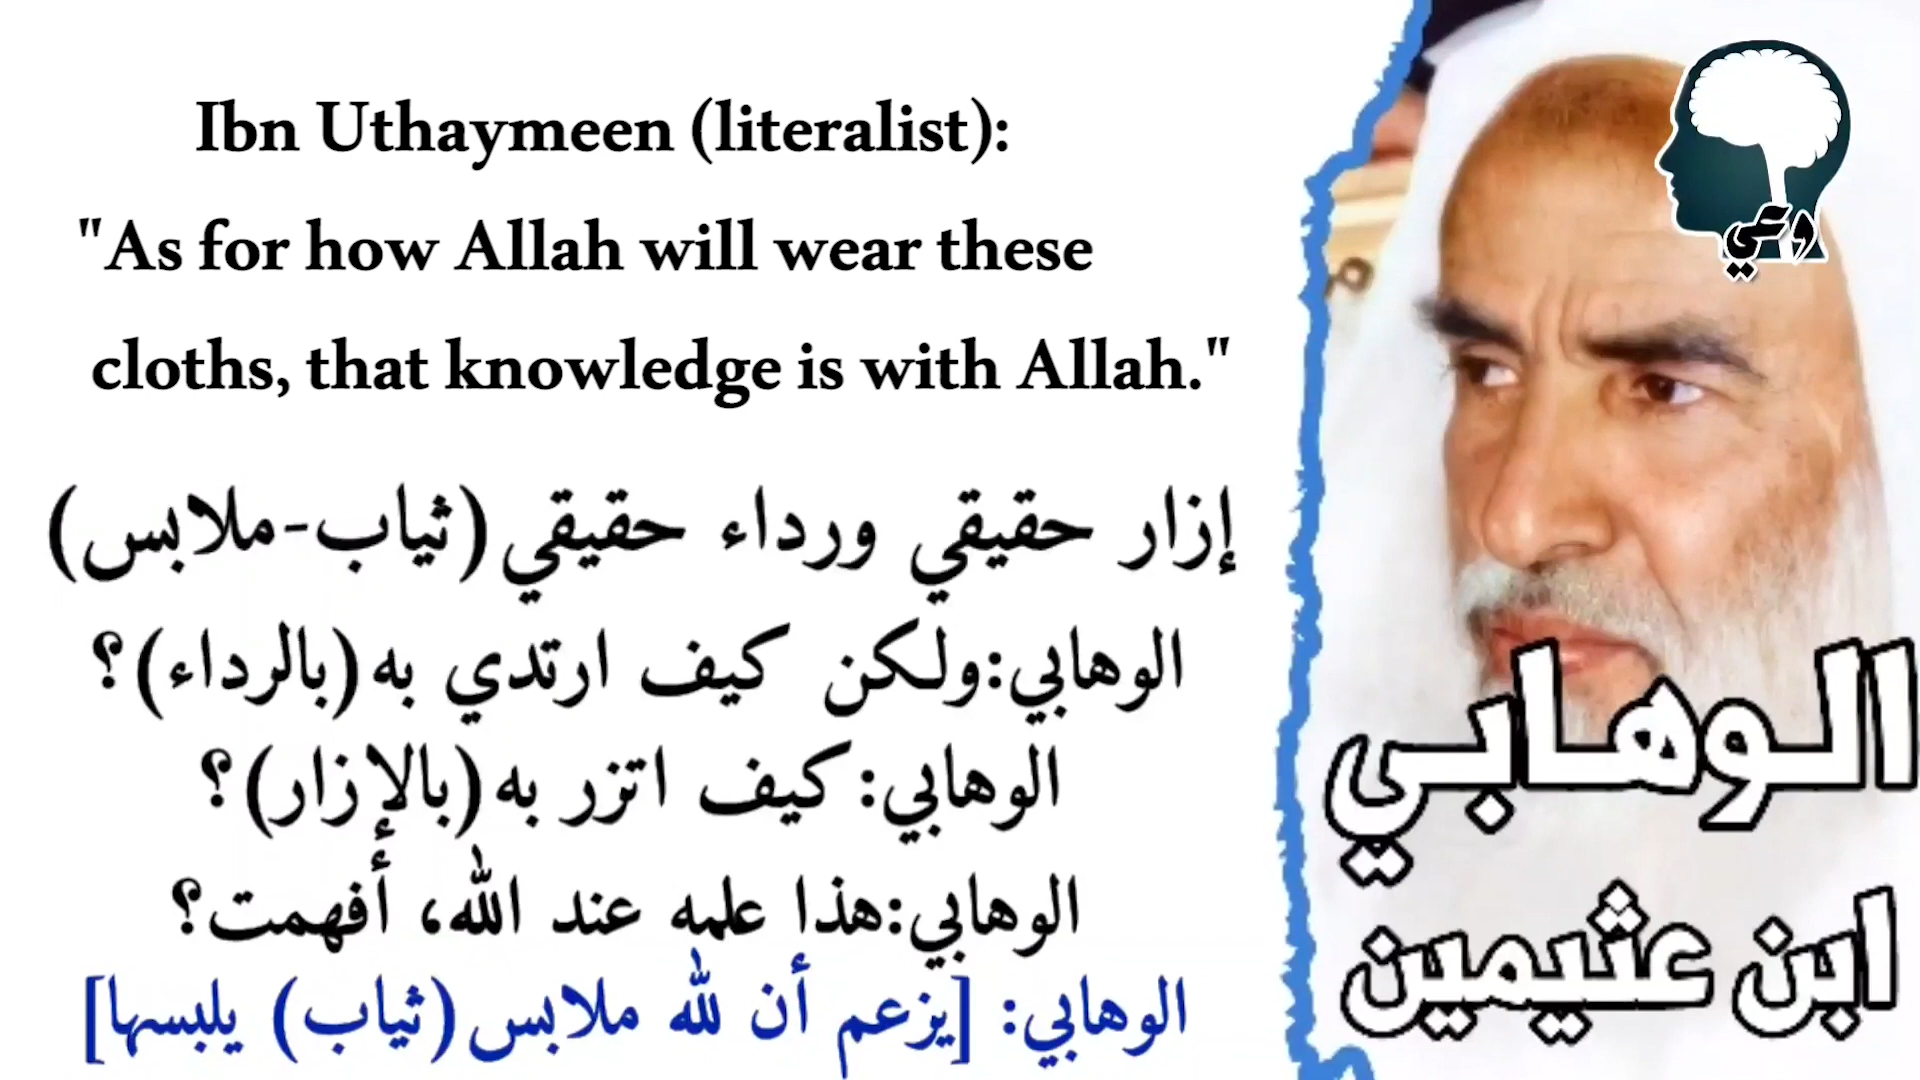 Ibn Uthaymeen (literalist):
"As for how Allah will wear these
cloths, that knowledge is with Allah."
إزار حقيقي ورداء حقيقي (ثياب-ملابس)
الوهابي:ولكن كيف ارتدي به (بالرداء)؟
الوهابي:كيف اتزر به (بالإزار)؟
الوهابي:هذا علمه عند الله، أفهمت؟
الوهابي: [يزعم أن لله ملابس (ثياب) يلبسها]
وعي
الوهابي
ابن عثيمين